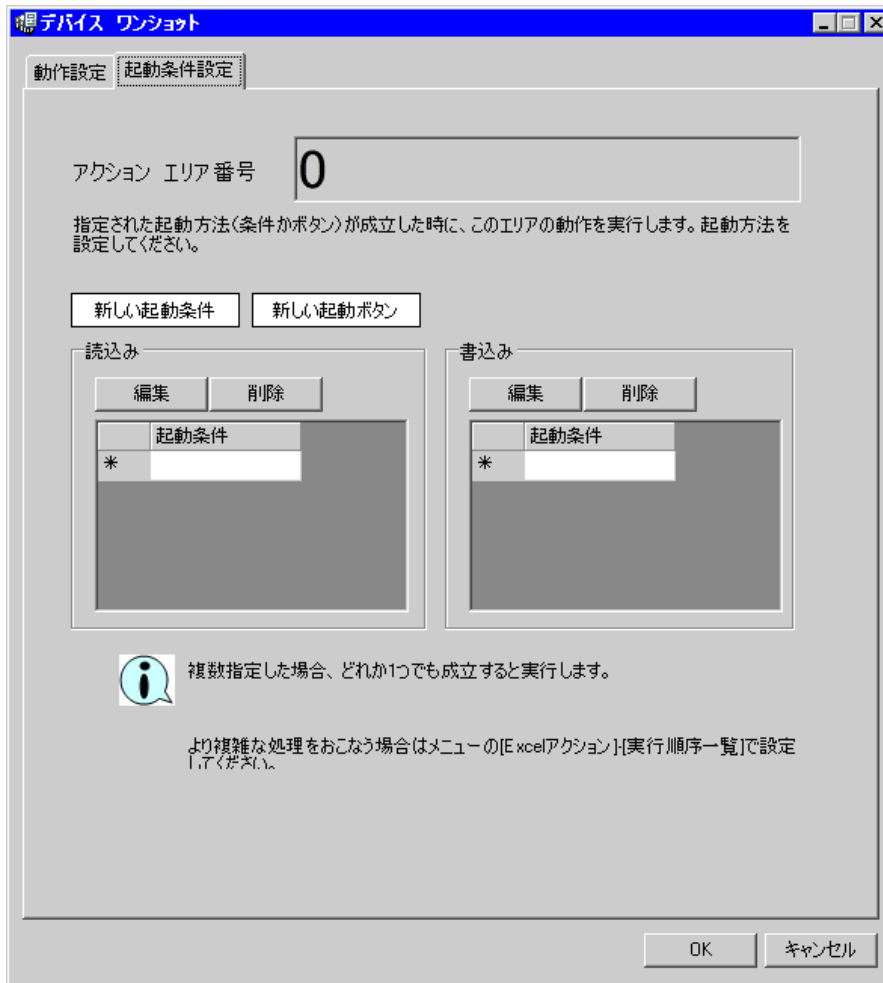 デバイス ワンショット
動作設定 起動条件設定
アクション エリア番号 0
指定された起動方法(条件かボタン)が成立した時に、このエリアの動作を実行します。起動方法を
設定してください。
新しい起動条件 新しい起動ボタン
読込み
編集 削除
起動条件
*
書込み
編集 削除
起動条件
*
複数指定した場合、どれか1つでも成立すると実行します。
より複雑な処理をおこなう場合はメニューの[Excelアクション]-[実行順序一覧]で設定
してください。
OK キャンセル